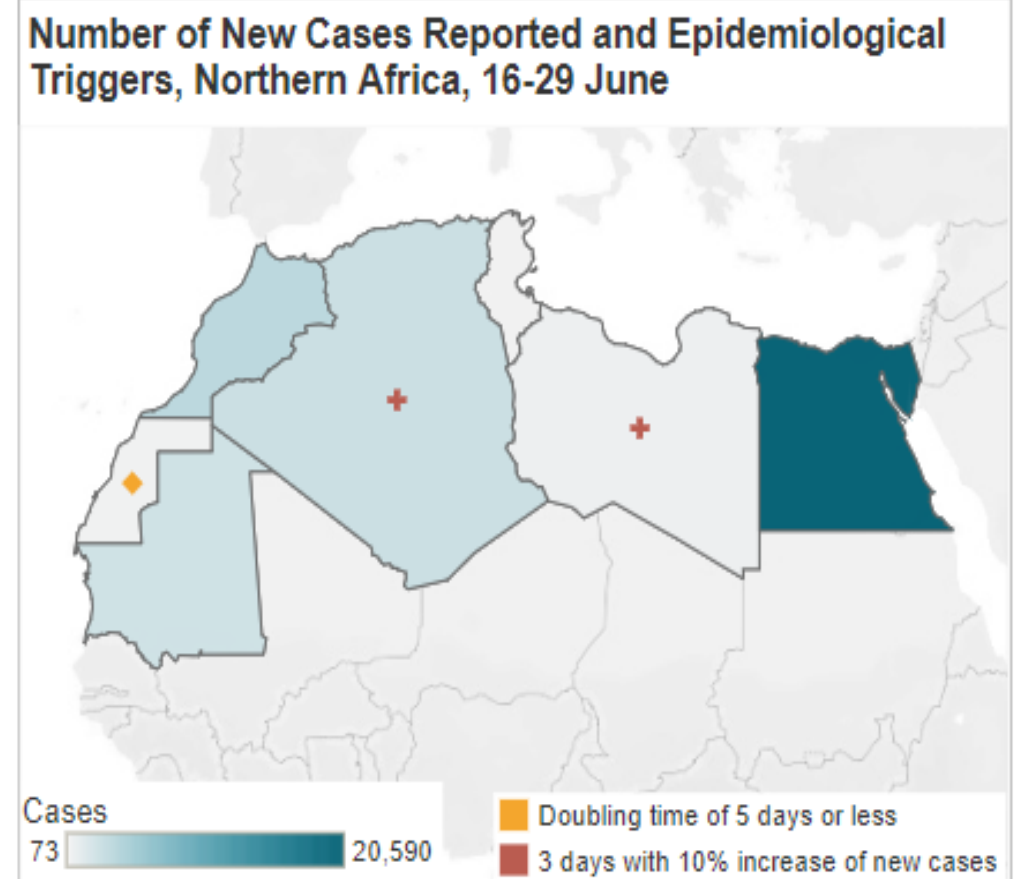 Number of New Cases Reported and Epidemiological
Triggers, Northern Africa, 16-29 June
Cases
73 20,590
Doubling time of 5 days or less
3 days with 10% increase of new cases